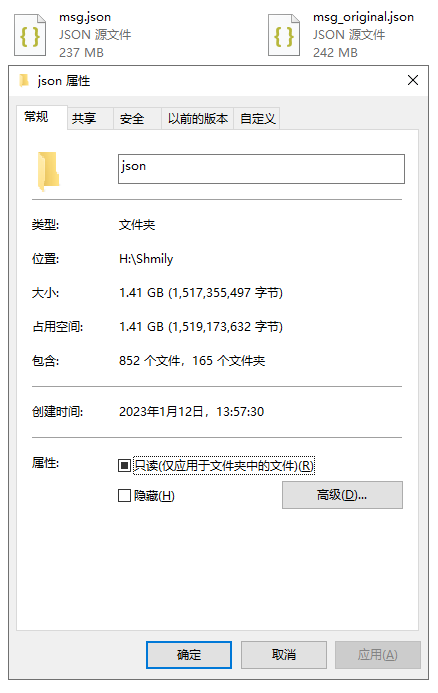 msg.json
JSON 源文件
237 MB
msg_original.json
JSON 源文件
242 MB
json 属性
常规 共享 安全 以前的版本 自定义
json
类型: 文件夹
位置: H:\Shmily
大小: 1.41 GB (1,517,355,497 字节)
占用空间: 1.41 GB (1,519,173,632 字节)
包含: 852 个文件，165 个文件夹
创建时间: 2023年1月12日，13:57:30
属性: 只读(仅应用于文件夹中的文件)(R)
隐藏(H) 高级(D)...
确定 取消 应用(A)